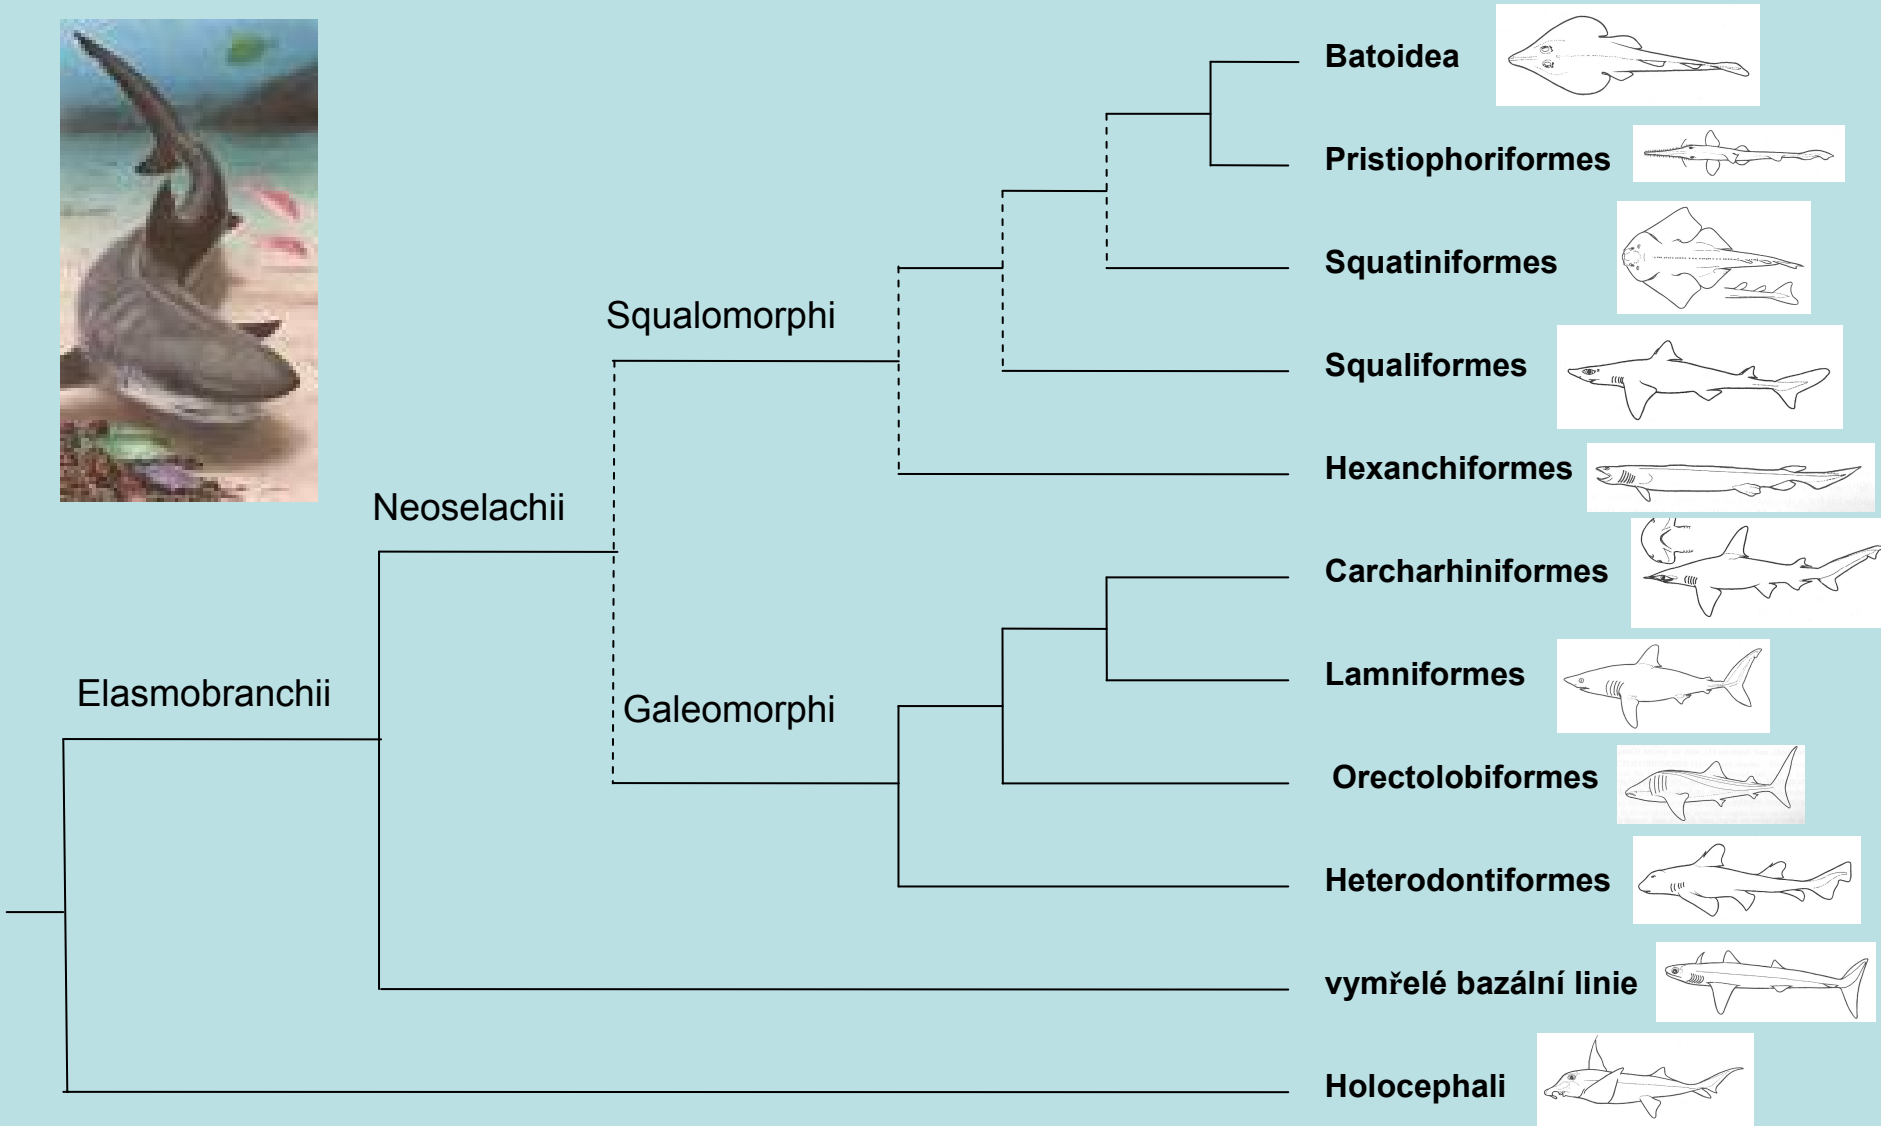 Batoidea
Pristiophoriformes
Squatiniformes
Squalomorphi
Squaliformes
Hexanchiformes
Neoselachii
Carcharhiniformes
Lamniformes
Elasmobranchii
Galeomorphi
Orectolobiformes
Heterodontiformes
vymřelé bazální linie
Holocephali